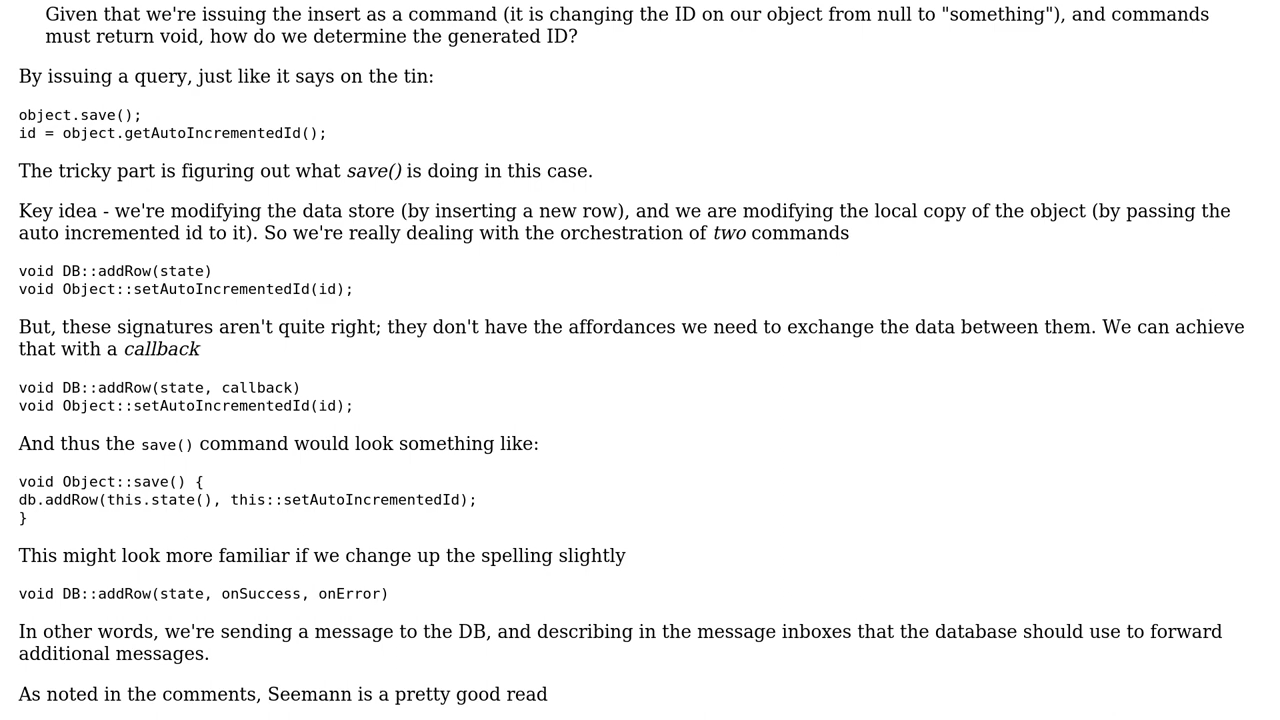 Given that we're issuing the insert as a command (it is changing the ID on our object from null to "something"), and commands
must return void, how do we determine the generated ID?
By issuing a query, just like it says on the tin:
object.save();
id = object.getAutoIncrementedId();
The tricky part is figuring out what save() is doing in this case.
Key idea - we're modifying the data store (by inserting a new row), and we are modifying the local copy of the object (by passing the
auto incremented id to it). So we're really dealing with the orchestration of two commands
void DB::addRow(state)
void Object::setAutoIncrementedId(id);
But, these signatures aren't quite right; they don't have the affordances we need to exchange the data between them. We can achieve
that with a callback
void DB::addRow(state, callback)
void Object::setAutoIncrementedId(id);
And thus the save() command would look something like:
void Object::save() {
db.addRow(this.state(), this::setAutoIncrementedId);
}
This might look more familiar if we change up the spelling slightly
void DB::addRow(state, onSuccess, onError)
In other words, we're sending a message to the DB, and describing in the message inboxes that the database should use to forward
additional messages.
As noted in the comments, Seemann is a pretty good read